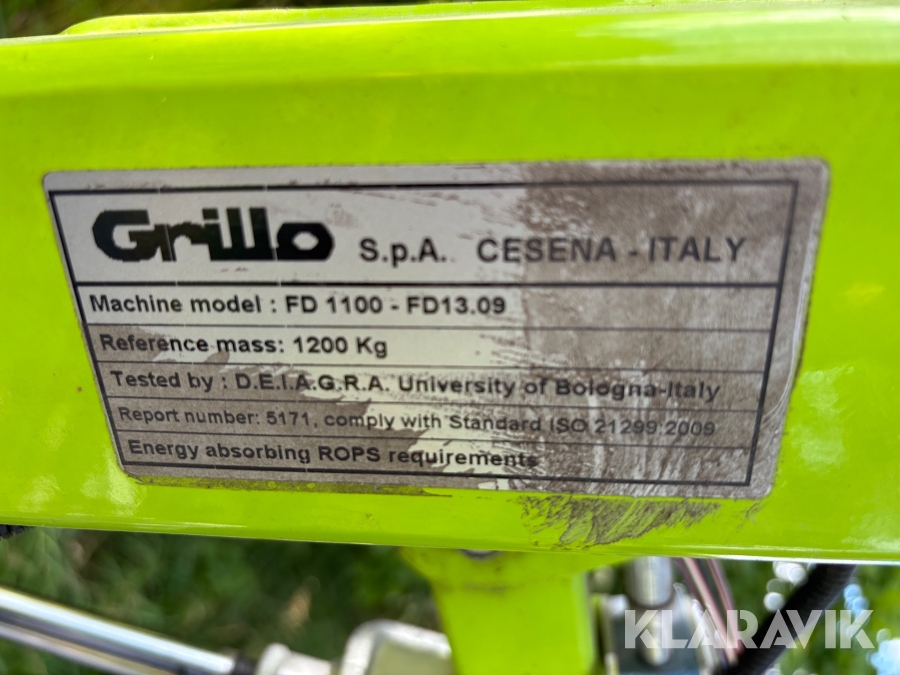 Grillo S.p.A. CESENA - ITALY
Machine model : FD 1100 - FD13.09
Reference mass: 1200 Kg
Tested by : D.E.I.A.G.R.A. University of Bologna-Italy
Report number: 5171, comply with Standard ISO 21299:2009
Energy absorbing ROPS requirements
KLARAVIK